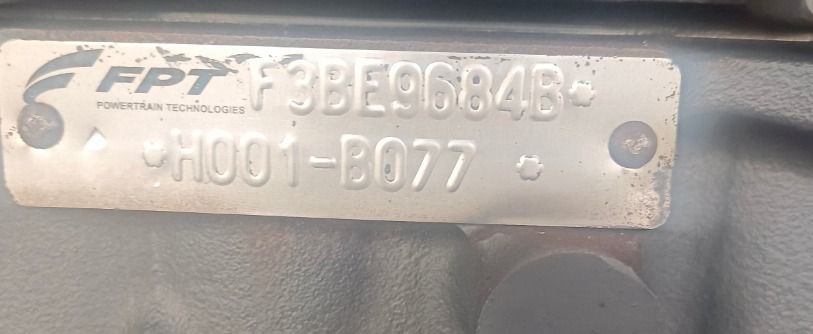 FPT F3BE9684B*
POWERTRAIN TECHNOLOGIES
*H001-B077 *